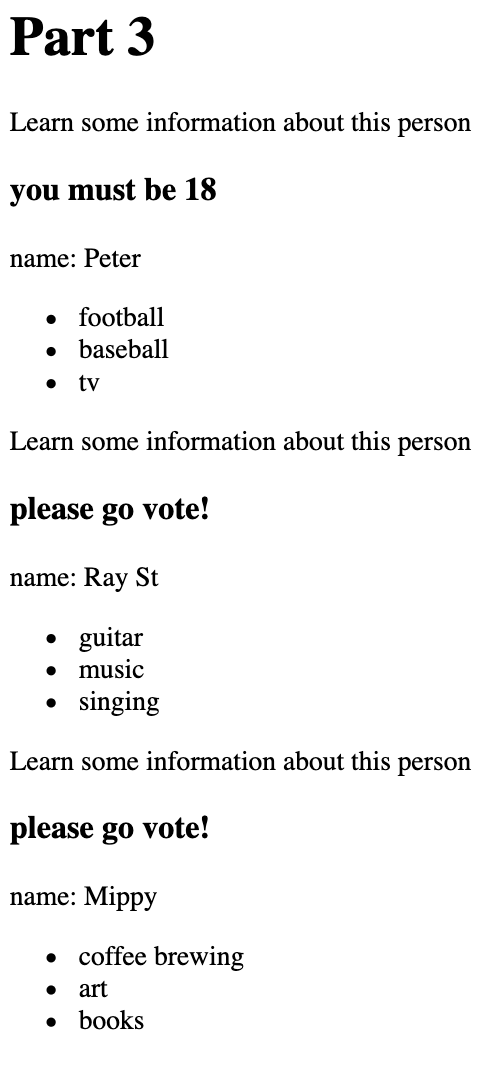 Part 3
Learn some information about this person
you must be 18
name: Peter
• football
• baseball
• tv
Learn some information about this person
please go vote!
name: Ray St
• guitar
• music
• singing
Learn some information about this person
please go vote!
name: Mippy
• coffee brewing
• art
• books